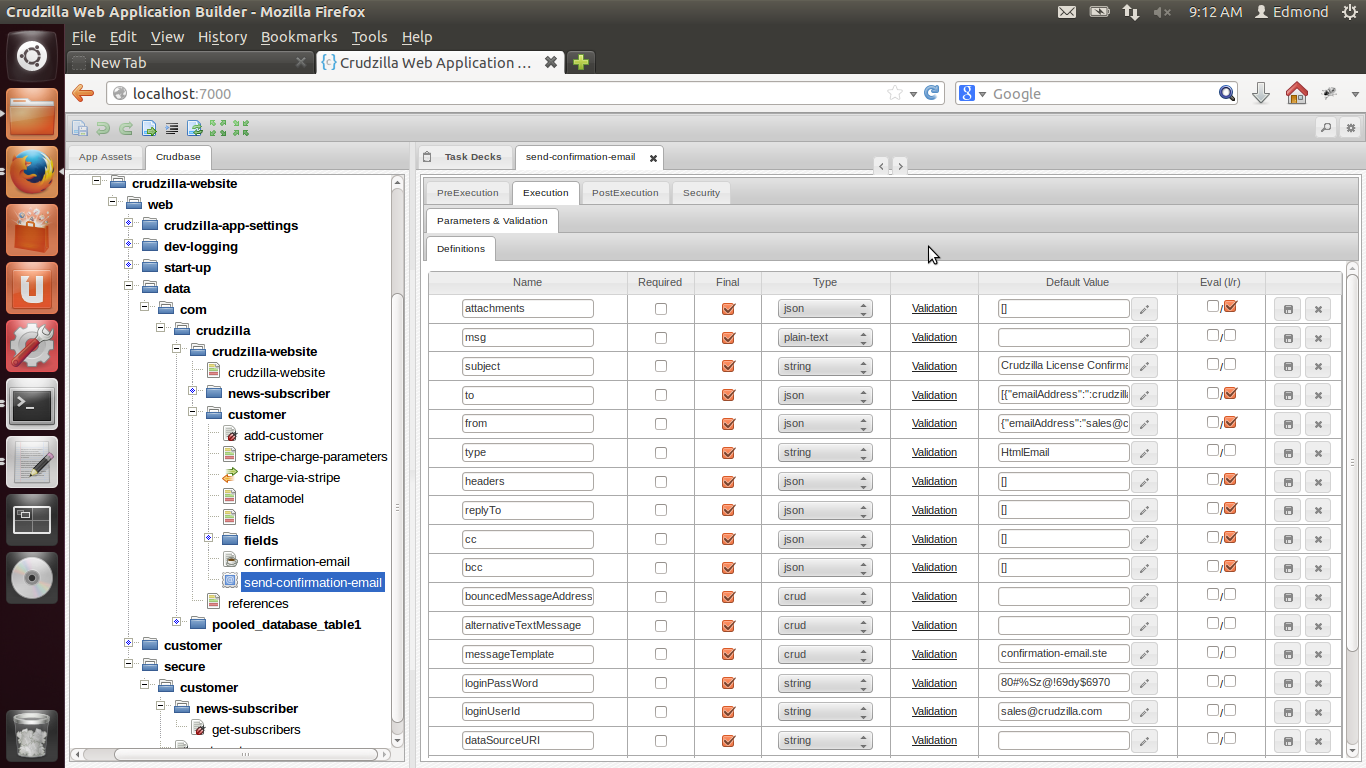 Crudzilla Web Application Builder - Mozilla Firefox
9:12 AM Edmond
File Edit View History Bookmarks Tools Help
New Tab
{c} Crudzilla Web Application ...
localhost:7000
Google
App Assets Crudbase
Task Decks send-confirmation-email
crudzilla-website
web
crudzilla-app-settings
dev-logging
start-up
data
com
crudzilla
crudzilla-website
crudzilla-website
news-subscriber
customer
add-customer
stripe-charge-parameters
charge-via-stripe
datamodel
fields
fields
confirmation-email
send-confirmation-email
references
pooled_database_table1
customer
secure
customer
news-subscriber
get-subscribers
PreExecution Execution PostExecution Security
Parameters & Validation
Definitions
Name Required Final Type Default Value Eval (l/r)
attachments json Validation [] /
msg plain-text Validation /
subject string Validation Crudzilla License Confirma /
to json Validation [{"emailAddress":":crudzilla /
from json Validation {"emailAddress":"sales@c /
type string Validation HtmlEmail /
headers json Validation [] /
replyTo json Validation [] /
cc json Validation [] /
bcc json Validation [] /
bouncedMessageAddress crud Validation /
alternativeTextMessage crud Validation /
messageTemplate crud Validation confirmation-email.ste /
loginPassWord string Validation 80#%Sz@!69dy$6970 /
loginUserId string Validation sales@crudzilla.com /
dataSourceURI string Validation /